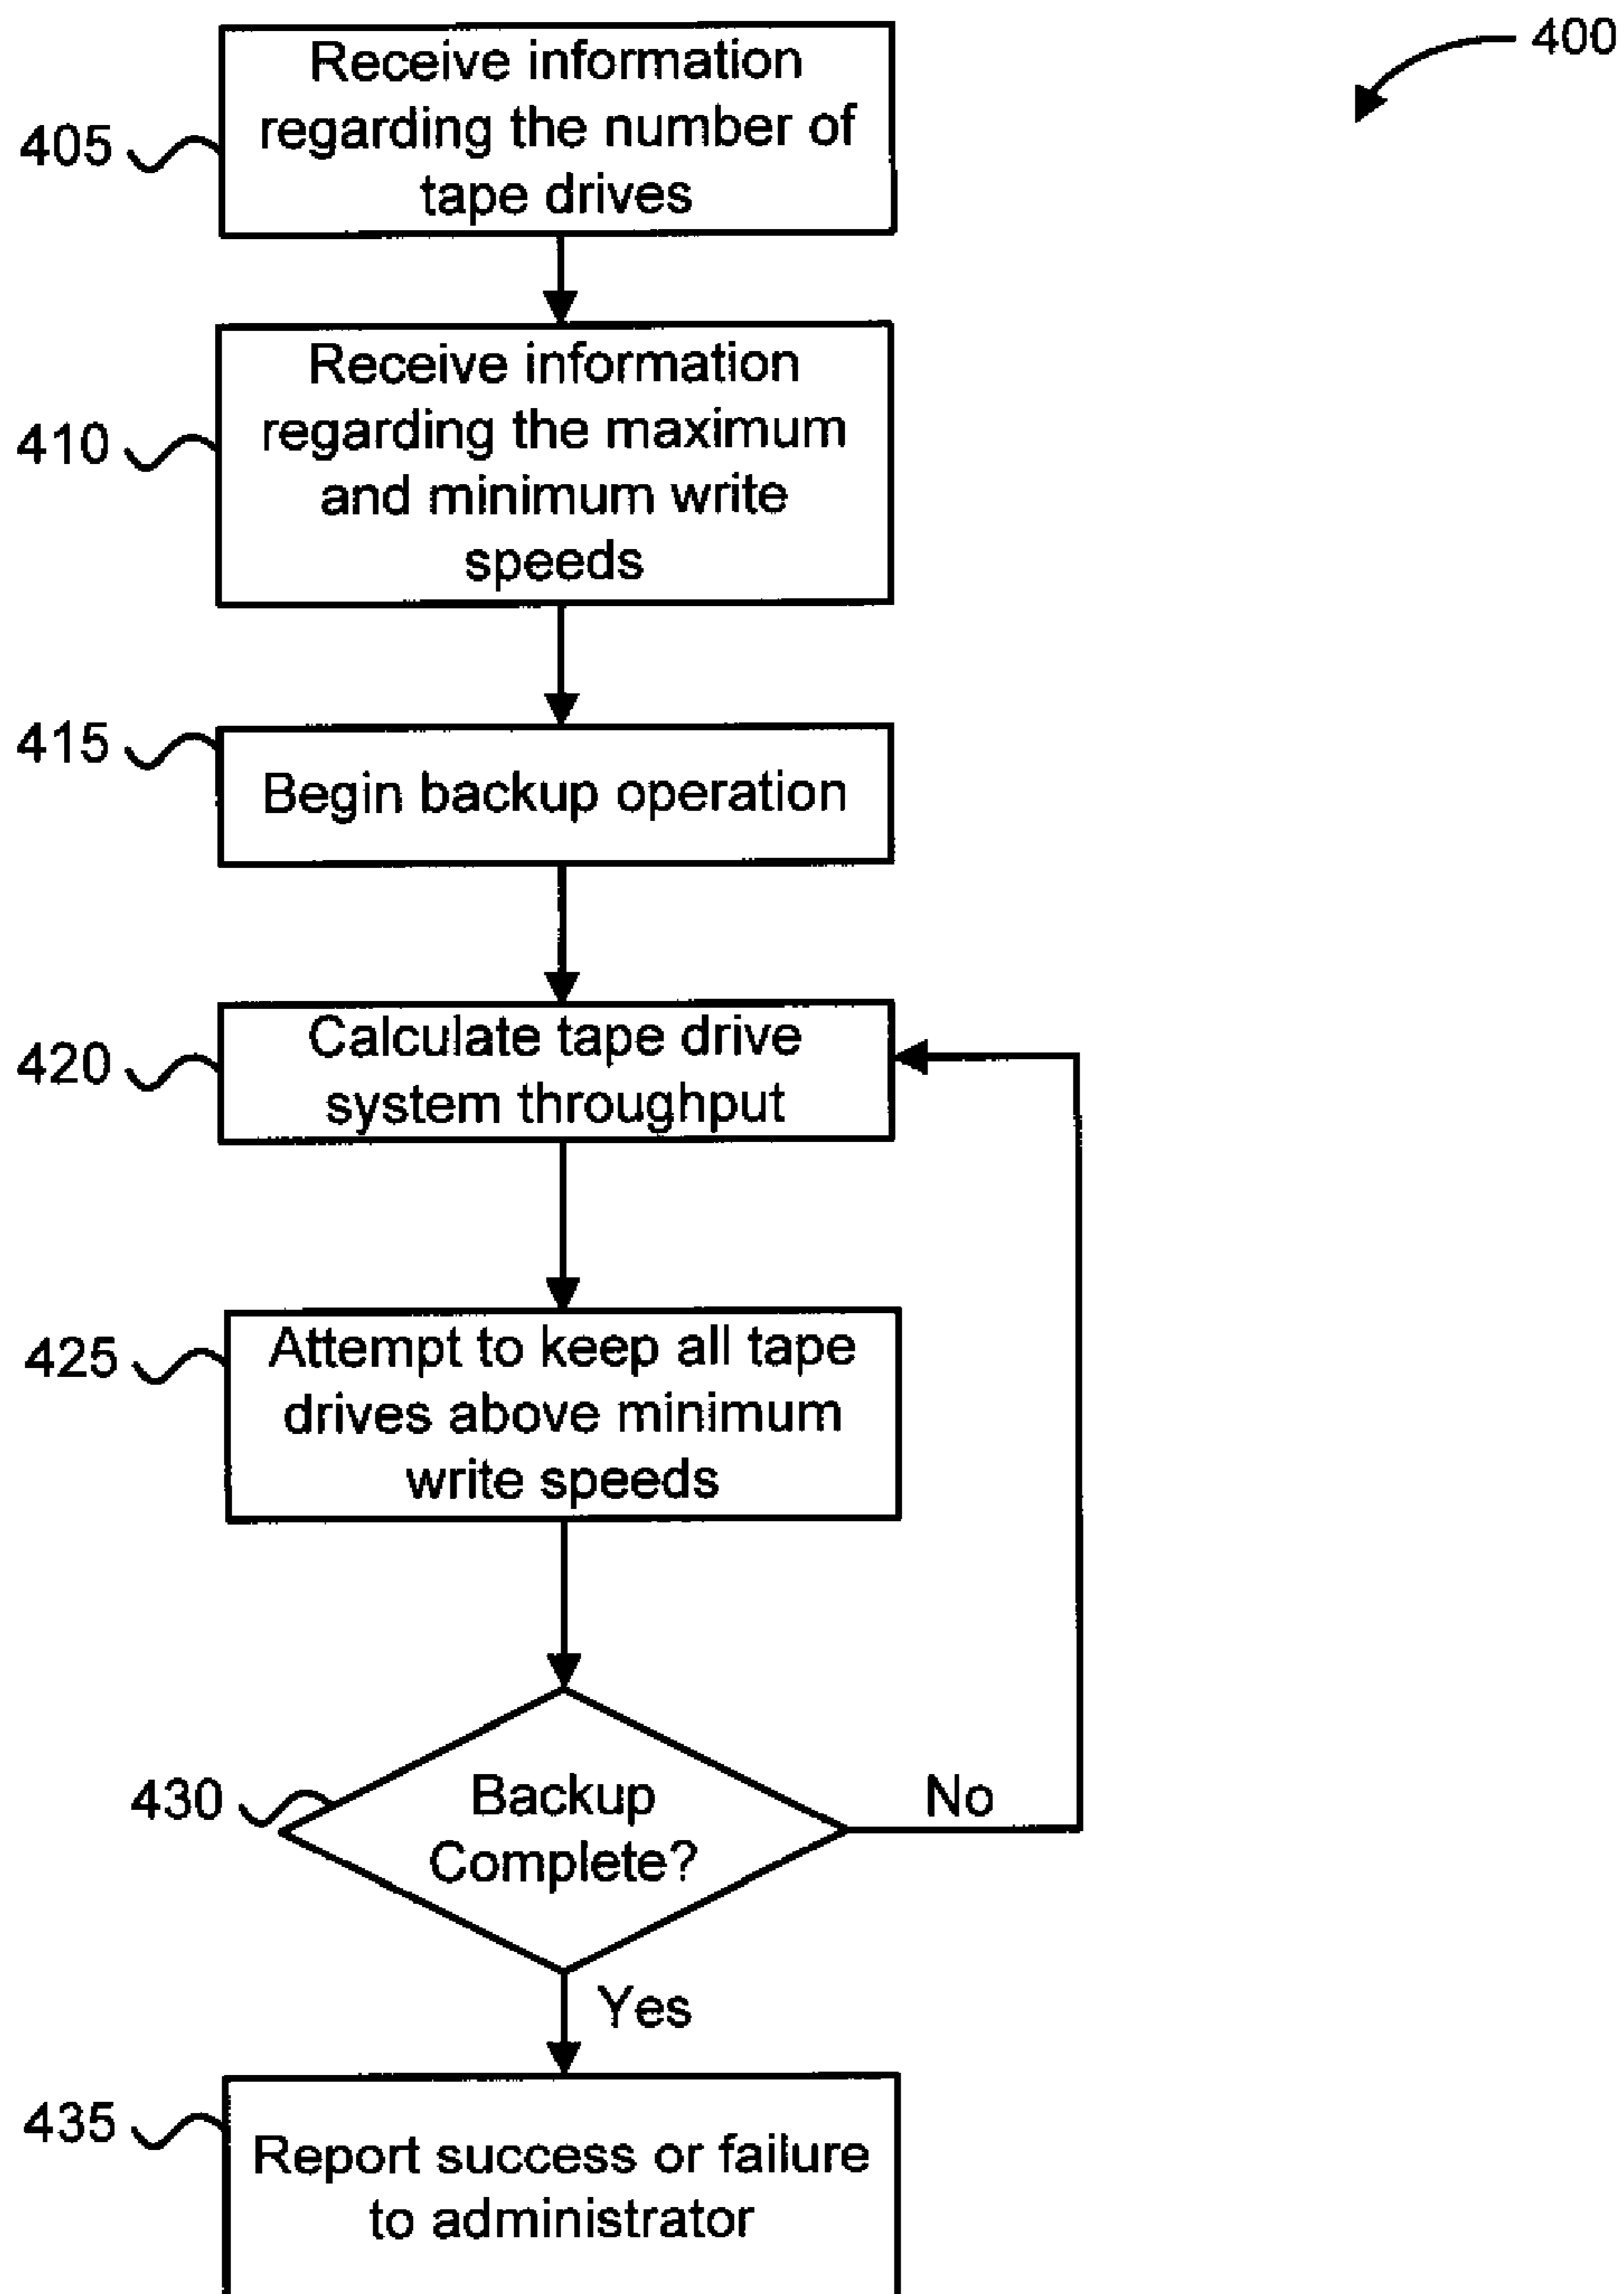 400
Receive information
regarding the number of
tape drives
405
Receive information
regarding the maximum
and minimum write
speeds
410
415
Begin backup operation
Calculate tape drive
system throughput
420
Attempt to keep all tape
drives above minimum
write speeds
425
430
Backup
Complete?
No
Yes
435
Report success or failure
to administrator